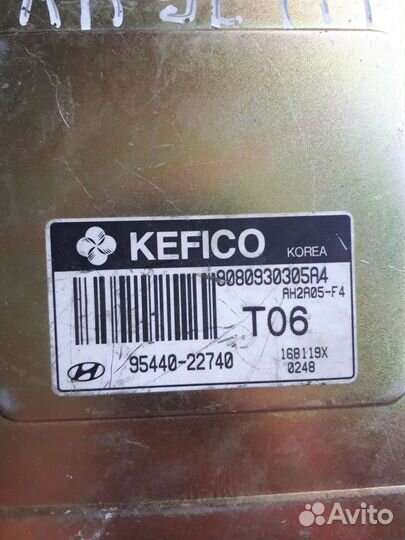 KEFICO KOREA
9080930305A4
AH2A05-F4
T06
95440-22740
168119X
0248
Avito